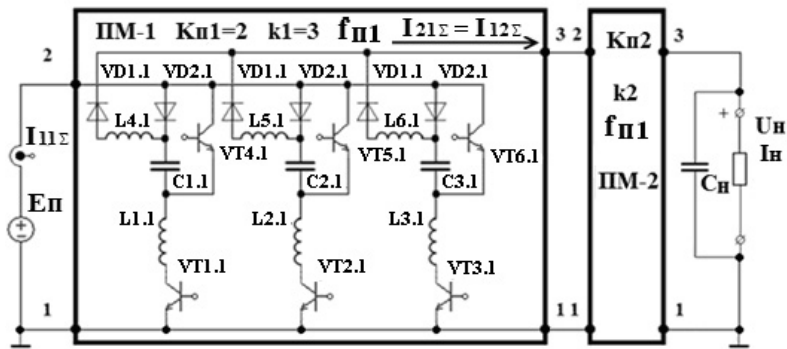 ПМ-1 Kп1=2 k1=3 fп1 I21Σ = I12Σ
2
3 2
Kп2
3
VD1.1 VD2.1 VD1.1 VD2.1 VD1.1 VD2.1
k2
L4.1 L5.1 L6.1
+
Uн
I11Σ
fп1
Iн
VT4.1 VT5.1 VT6.1
C1.1 C2.1 C3.1
ПМ-2
Cн
Eп
L1.1 L2.1 L3.1
VT1.1 VT2.1 VT3.1
1
1 1
1